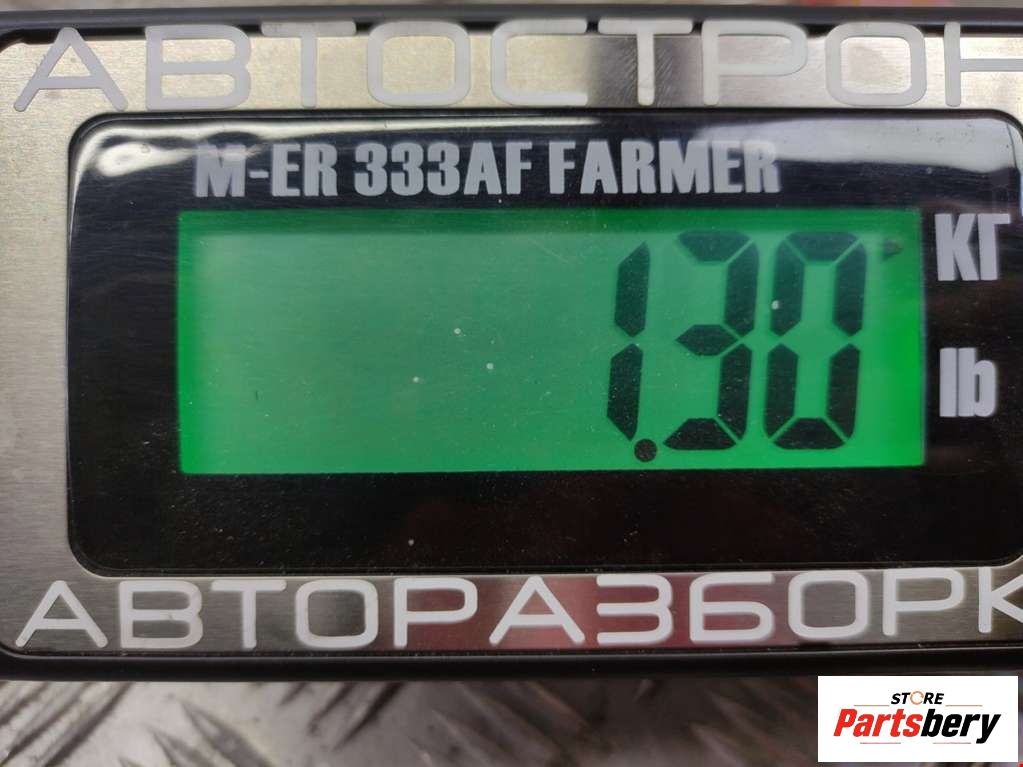 АВТОСТРОН
M-ER 333AF FARMER
1.30
КГ
lb
АВТОРАЗБОРК
STORE
Partsbery